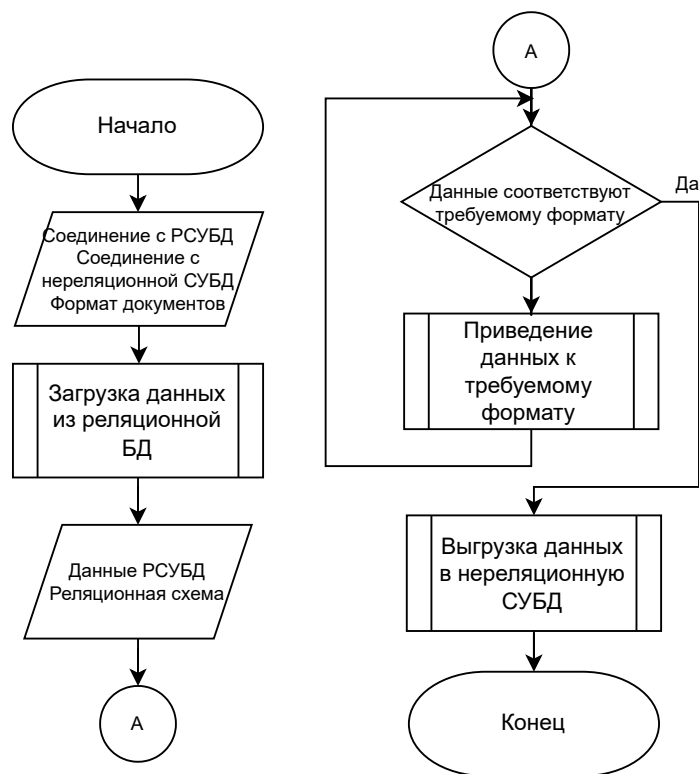 Начало
Соединение с РСУБД
Соединение с
нереляционной СУБД
Формат документов
Загрузка данных
из реляционной
БД
Данные РСУБД
Реляционная схема
А
А
Данные соответствуют
требуемому формату
Да
Приведение
данных к
требуемому
формату
Выгрузка данных
в нереляционную
СУБД
Конец